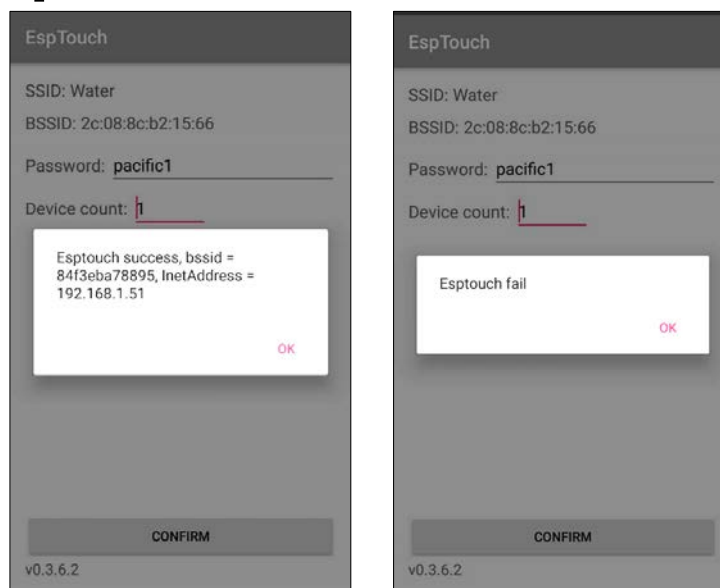 EspTouch
SSID: Water
BSSID: 2c:08:8c:b2:15:66
Password: pacific1
Device count: 1
Esptouch success, bssid =
84f3eba78895, InetAddress =
192.168.1.51
OK
CONFIRM
v0.3.6.2
EspTouch
SSID: Water
BSSID: 2c:08:8c:b2:15:66
Password: pacific1
Device count: 1
Esptouch fail
OK
CONFIRM
v0.3.6.2